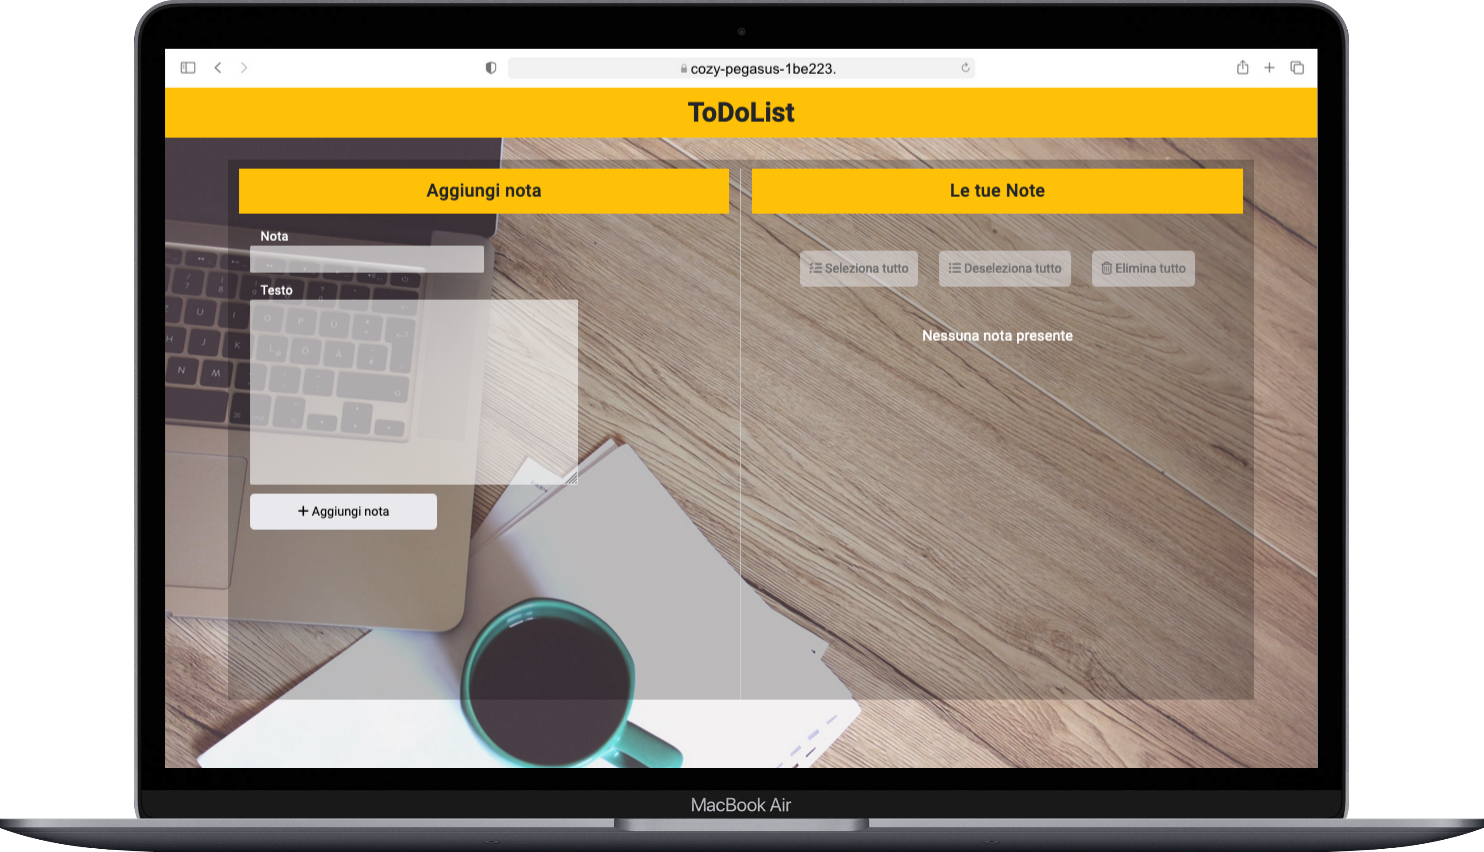 cozy-pegasus-1be223.
ToDoList
Aggiungi nota
Le tue Note
Nota
Seleziona tutto
Deseleziona tutto
Elimina tutto
Testo
Nessuna nota presente
Aggiungi nota
MacBook Air